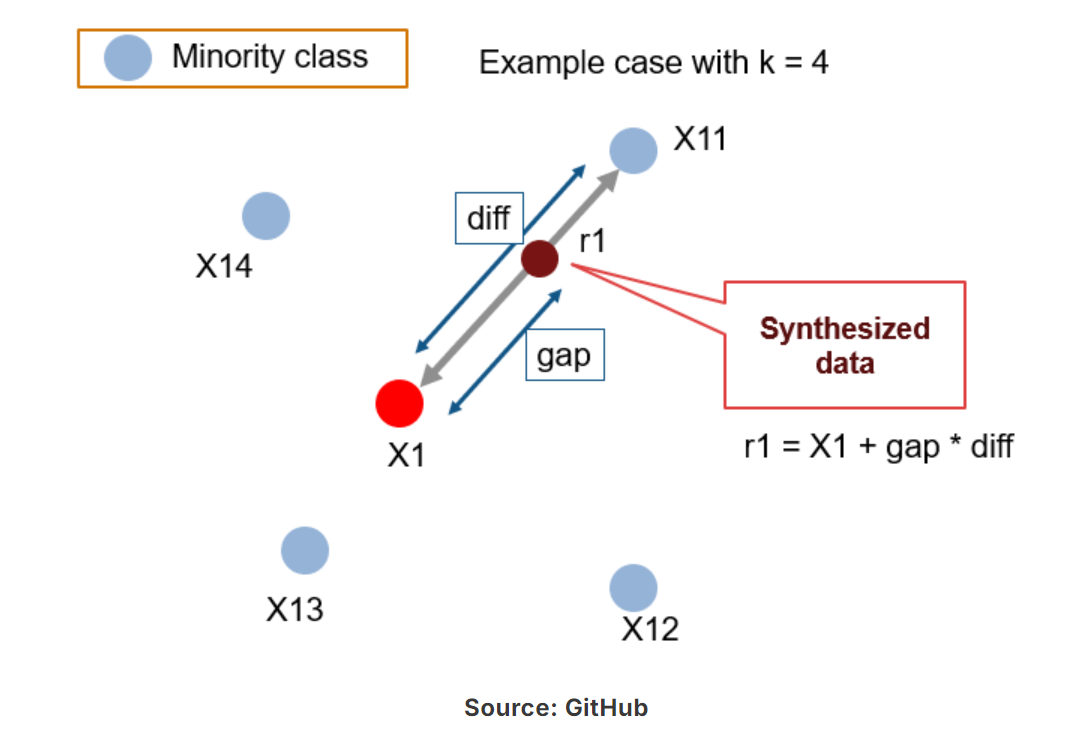 Minority class
Example case with k = 4
X11
diff
r1
X14
Synthesized
data
gap
X1
r1 = X1 + gap * diff
X13
X12
Source: GitHub